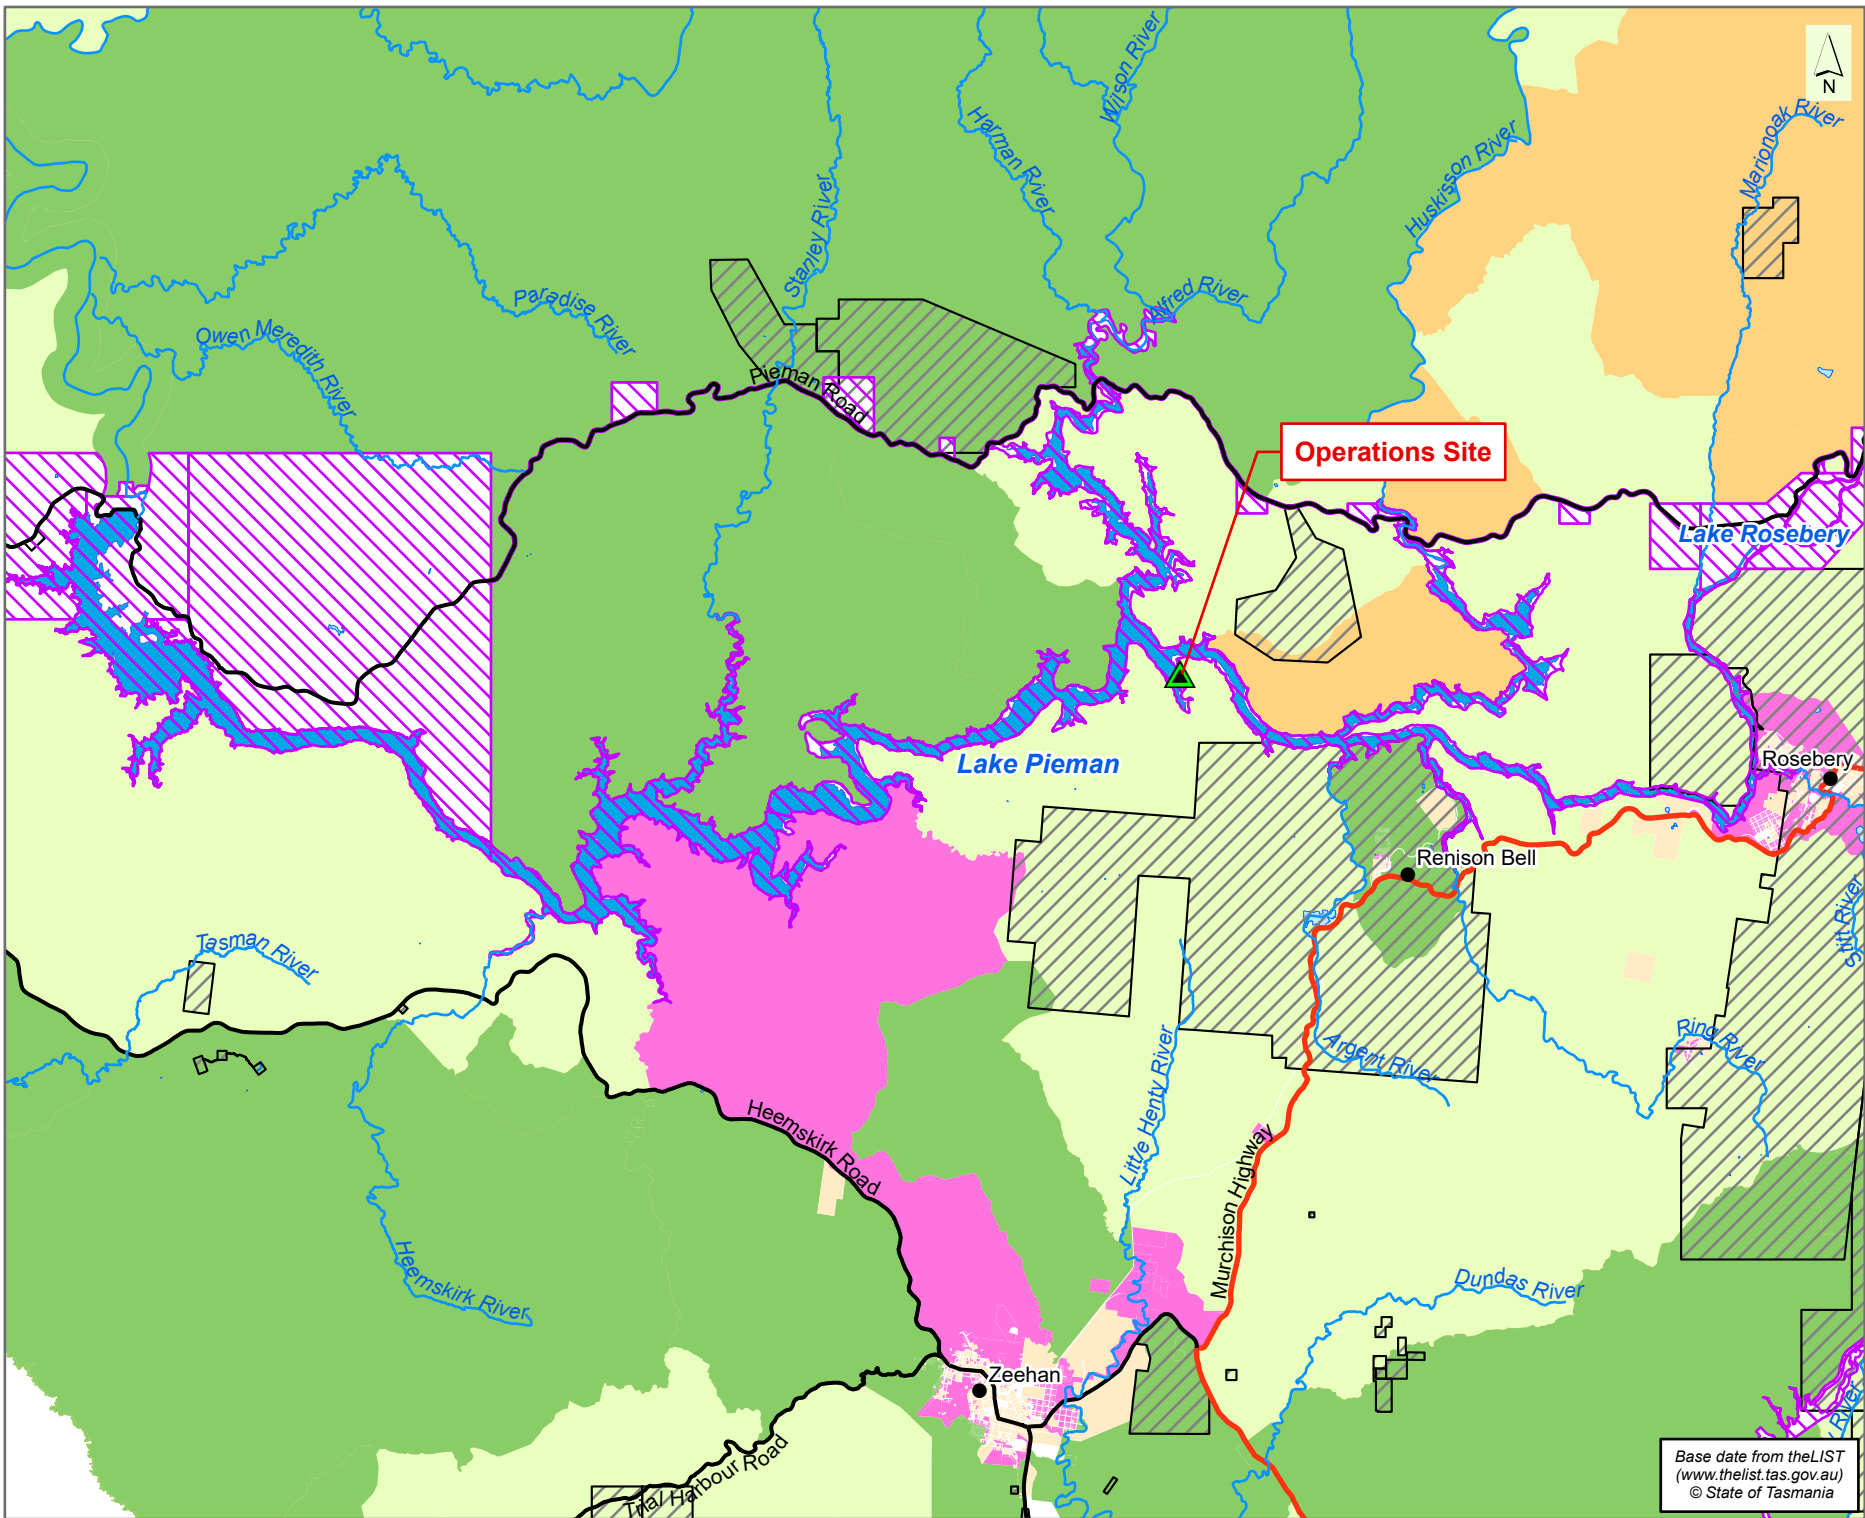 N
Wilson River
Harman River
Huskisson River
Marionoak River
Stanley River
Alfred River
Paradise River
Owen Meredith River
Pieman Road
Operations Site
Lake Rosebery
Lake Pieman
Rosebery
Renison Bell
Stitt River
Tasman River
Ring River
Argent River
Little Henty River
Heemskirk Road
Murchison Highway
Heemskirk River
Dundas River
Zeehan
River
Trial Harbour Road
Base date from theLIST
(www.thelist.tas.gov.au)
© State of Tasmania